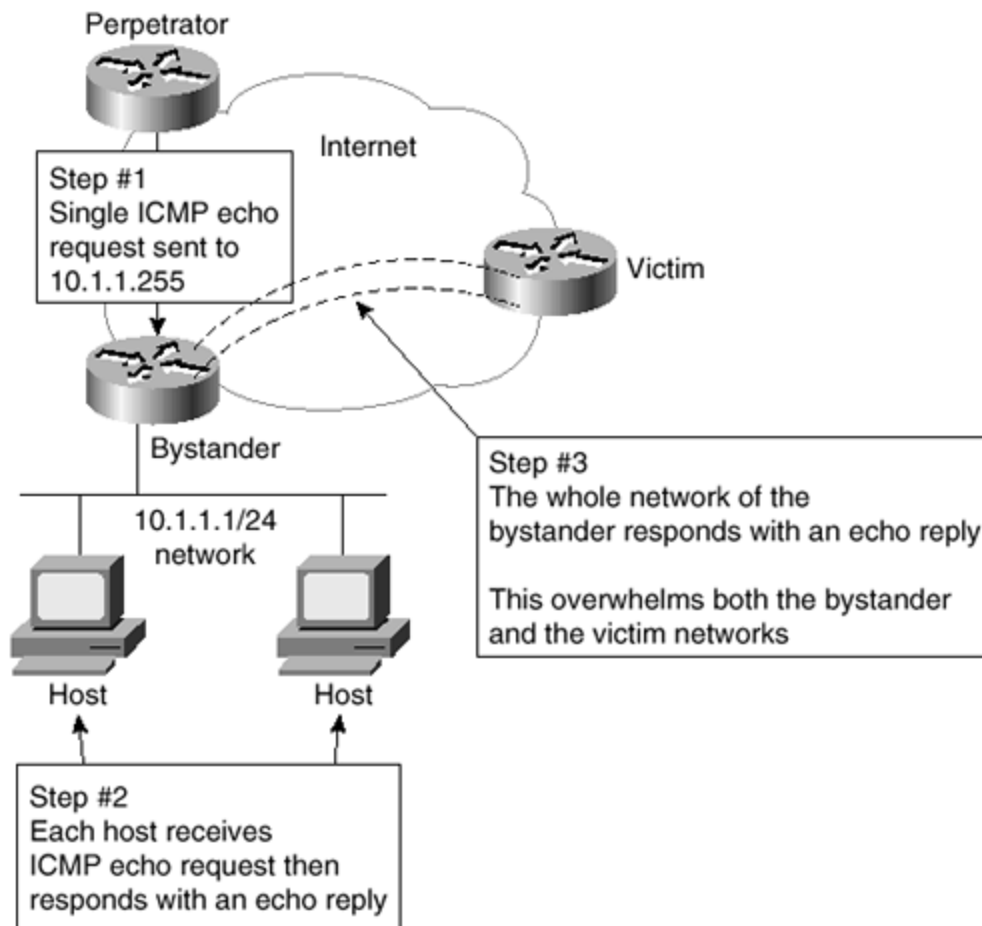 Perpetrator
Internet
Step #1
Single ICMP echo
request sent to
10.1.1.255
Victim
Bystander
Step #3
The whole network of the
bystander responds with an echo reply
This overwhelms both the bystander
and the victim networks
10.1.1.1/24
network
Host
Host
Step #2
Each host receives
ICMP echo request then
responds with an echo reply